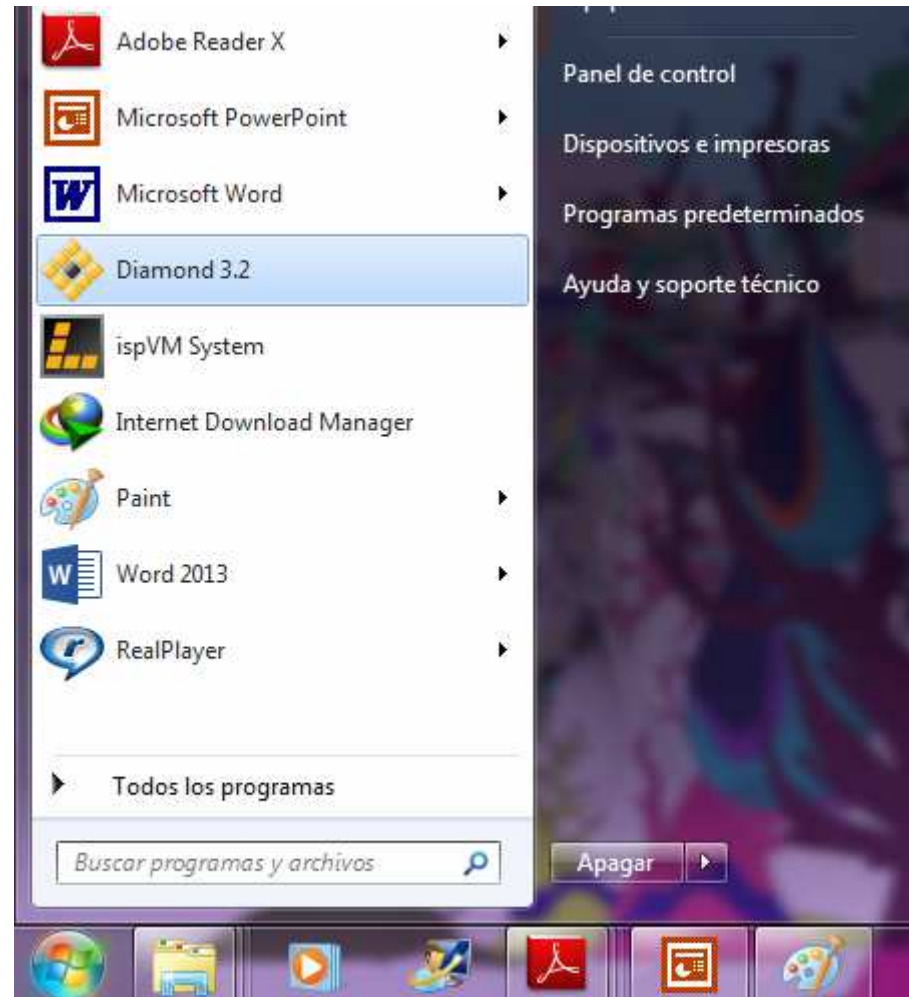 Adobe Reader X
Microsoft PowerPoint
Microsoft Word
Diamond 3.2
ispVM System
Internet Download Manager
Paint
Word 2013
RealPlayer
Todos los programas
Buscar programas y archivos
Panel de control
Dispositivos e impresoras
Programas predeterminados
Ayuda y soporte técnico
Apagar